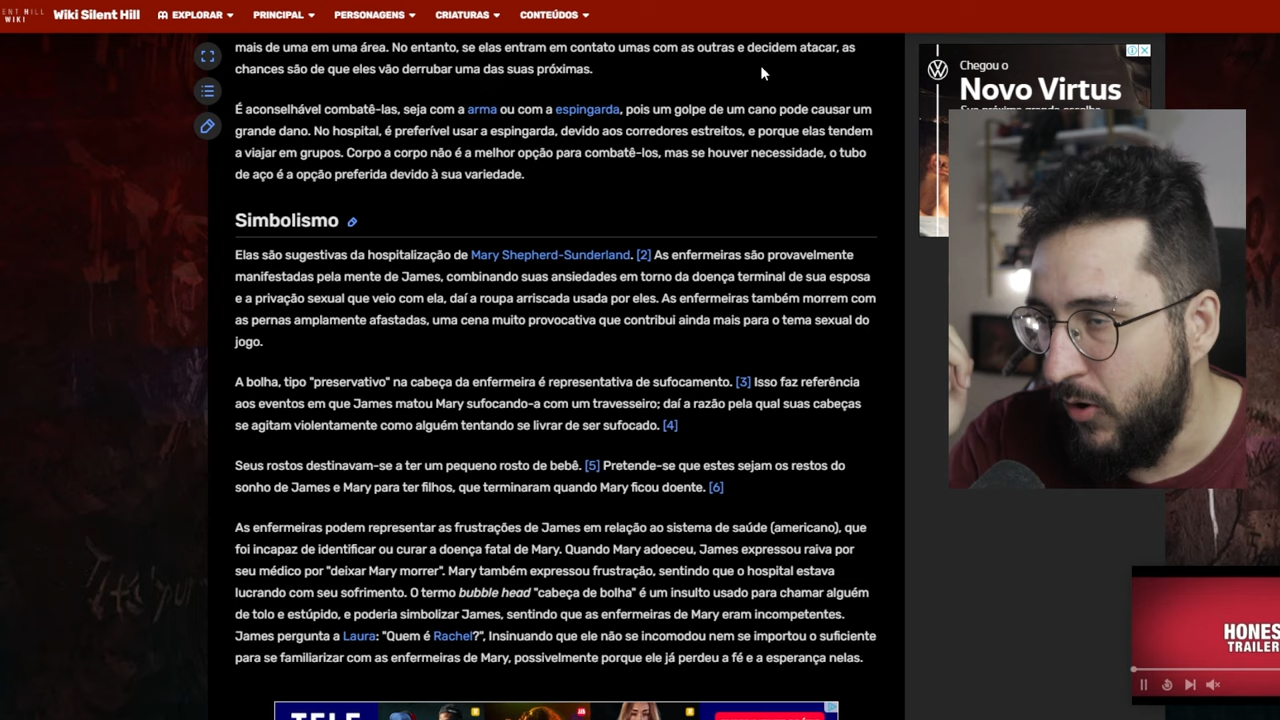 ENT HILL
WIKI
Wiki Silent Hill
EXPLORAR
PRINCIPAL
PERSONAGENS
CRIATURAS
CONTEÚDOS
mais de uma em uma área. No entanto, se elas entram em contato umas com as outras e decidem atacar, as
chances são de que eles vão derrubar uma das suas próximas.
É aconselhável combatê-las, seja com a arma ou com a espingarda, pois um golpe de um cano pode causar um
grande dano. No hospital, é preferível usar a espingarda, devido aos corredores estreitos, e porque elas tendem
a viajar em grupos. Corpo a corpo não é a melhor opção para combatê-los, mas se houver necessidade, o tubo
de aço é a opção preferida devido à sua variedade.
Simbolismo
Elas são sugestivas da hospitalização de Mary Shepherd-Sunderland. [2] As enfermeiras são provavelmente
manifestadas pela mente de James, combinando suas ansiedades em torno da doença terminal de sua esposa
e a privação sexual que veio com ela, daí a roupa arriscada usada por eles. As enfermeiras também morrem com
as pernas amplamente afastadas, uma cena muito provocativa que contribui ainda mais para o tema sexual do
jogo.
A bolha, tipo "preservativo" na cabeça da enfermeira é representativa de sufocamento. [3] Isso faz referência
aos eventos em que James matou Mary sufocando-a com um travesseiro; daí a razão pela qual suas cabeças
se agitam violentamente como alguém tentando se livrar de ser sufocado. [4]
Seus rostos destinavam-se a ter um pequeno rosto de bebê. [5] Pretende-se que estes sejam os restos do
sonho de James e Mary para ter filhos, que terminaram quando Mary ficou doente. [6]
As enfermeiras podem representar as frustrações de James em relação ao sistema de saúde (americano), que
foi incapaz de identificar ou curar a doença fatal de Mary. Quando Mary adoeceu, James expressou raiva por
seu médico por "deixar Mary morrer". Mary também expressou frustração, sentindo que o hospital estava
lucrando com seu sofrimento. O termo bubble head "cabeça de bolha" é um insulto usado para chamar alguém
de tolo e estúpido, e poderia simbolizar James, sentindo que as enfermeiras de Mary eram incompetentes.
James pergunta a Laura: "Quem é Rachel?", Insinuando que ele não se incomodou nem se importou o suficiente
para se familiarizar com as enfermeiras de Mary, possivelmente porque ele já perdeu a fé e a esperança nelas.
Chegou o
Novo Virtus
HONES
TRAILER